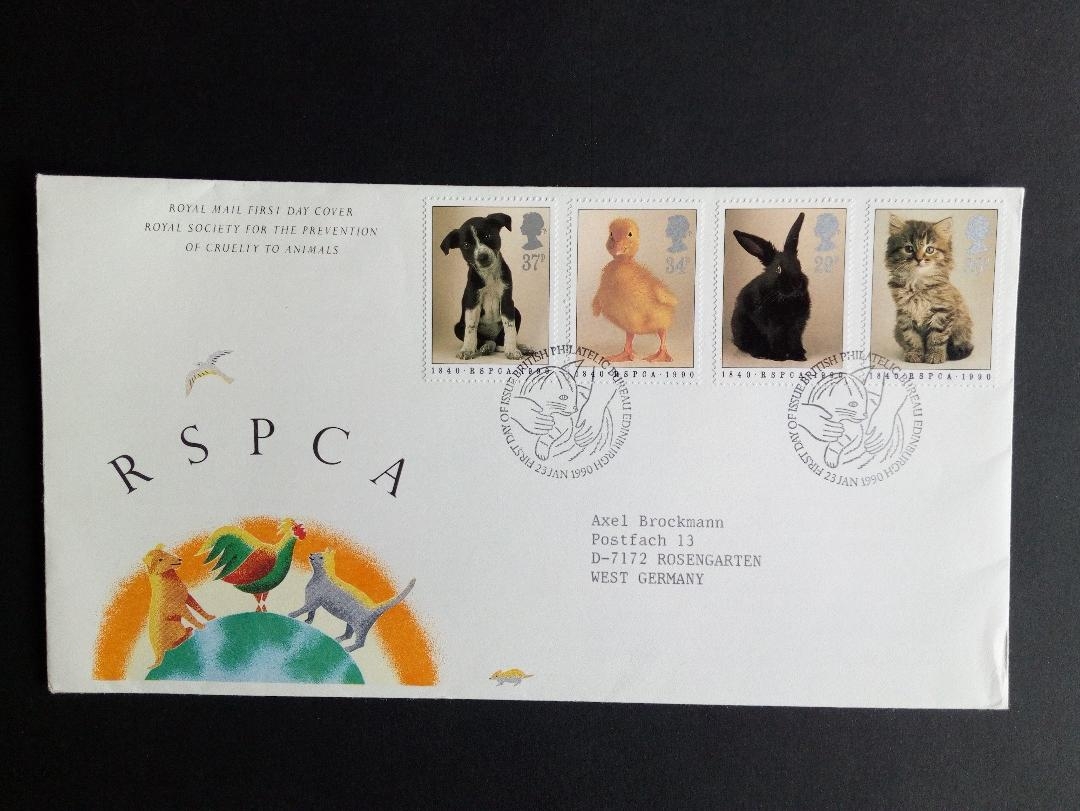 ROYAL MAIL FIRST DAY COVER
ROYAL SOCIETY FOR THE PREVENTION
OF CRUELTY TO ANIMALS
37P
34P
29P
1840·RSPCA·1990
1840·RSPCA·1990
1840·RSPCA·1990
1840·RSPCA·1990
FIRST DAY OF ISSUE BRITISH PHILATELIC BUREAU EDINBURGH
23 JAN 1990
FIRST DAY OF ISSUE BRITISH PHILATELIC BUREAU EDINBURGH
23 JAN 1990
RSPCA
Axel Brockmann
Postfach 13
D-7172 ROSENGARTEN
WEST GERMANY